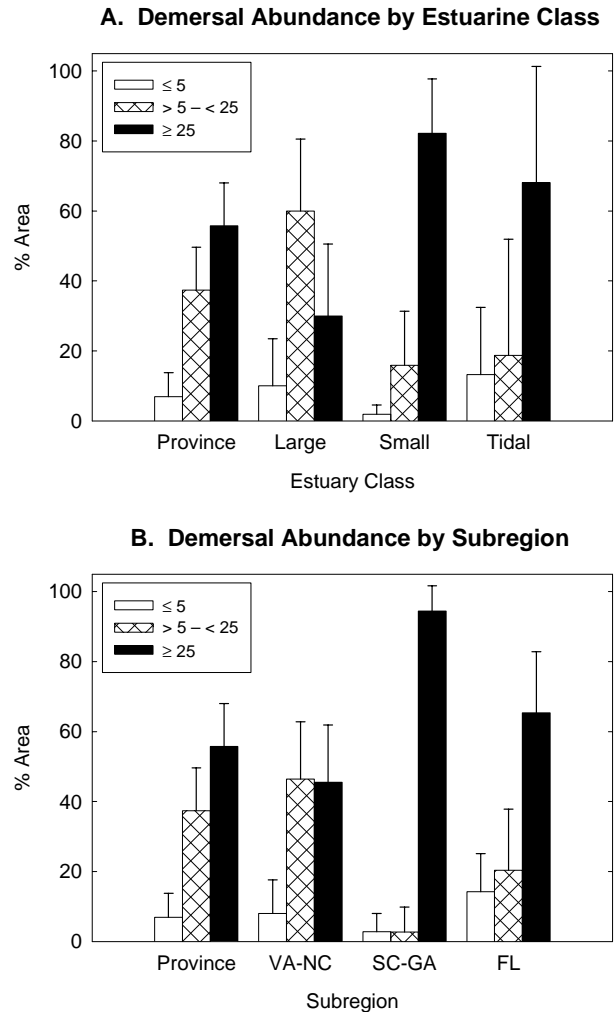 A. Demersal Abundance by Estuarine Class
≤ 5
> 5 – < 25
≥ 25
100
80
60
40
20
0
% Area
Province Large Small Tidal
Estuary Class
B. Demersal Abundance by Subregion
≤ 5
> 5 – < 25
≥ 25
100
80
60
40
20
0
% Area
Province VA-NC SC-GA FL
Subregion